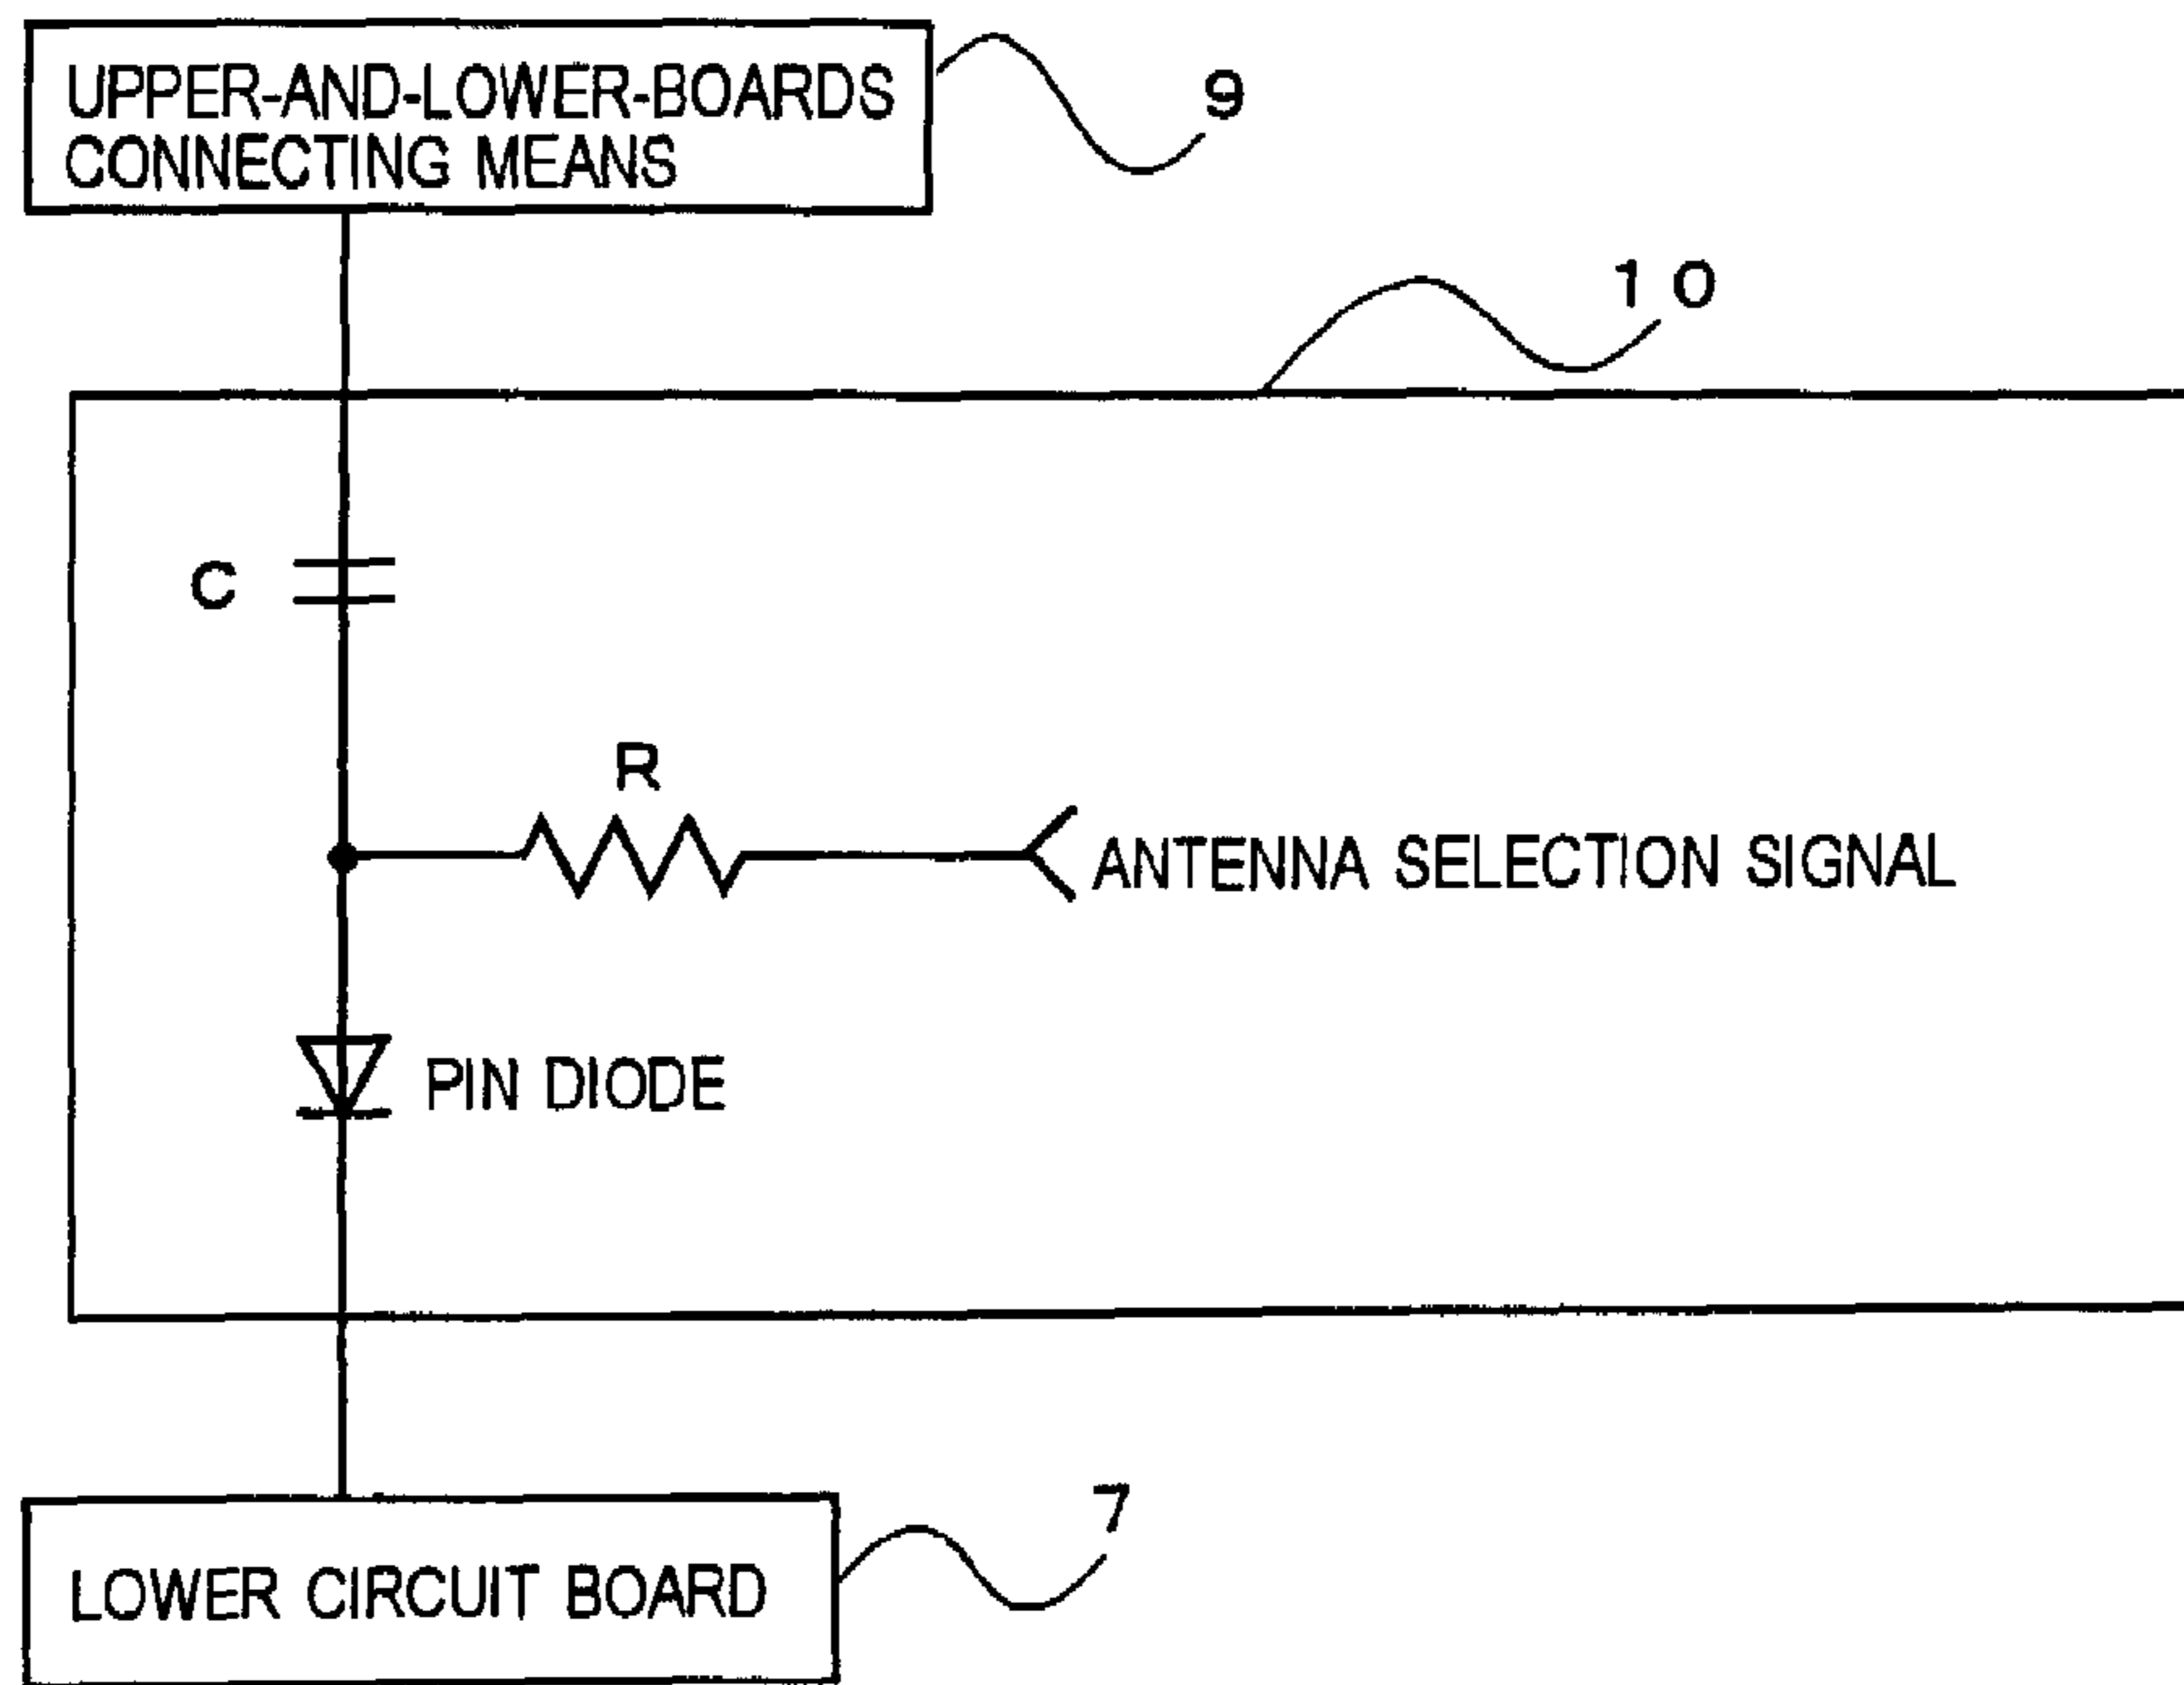 UPPER-AND-LOWER-BOARDS
CONNECTING MEANS
9
10
C
R
ANTENNA SELECTION SIGNAL
PIN DIODE
7
LOWER CIRCUIT BOARD